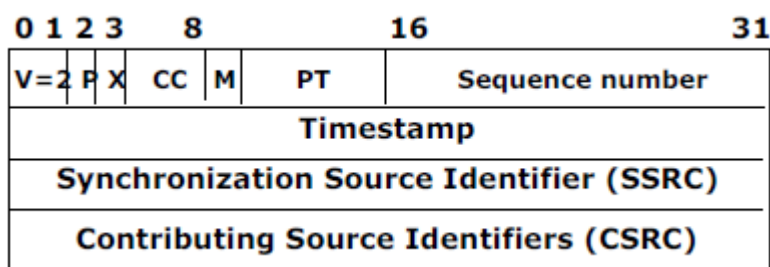 0 1 2 3 8 16 31
V=2 P X CC M PT Sequence number
Timestamp
Synchronization Source Identifier (SSRC)
Contributing Source Identifiers (CSRC)